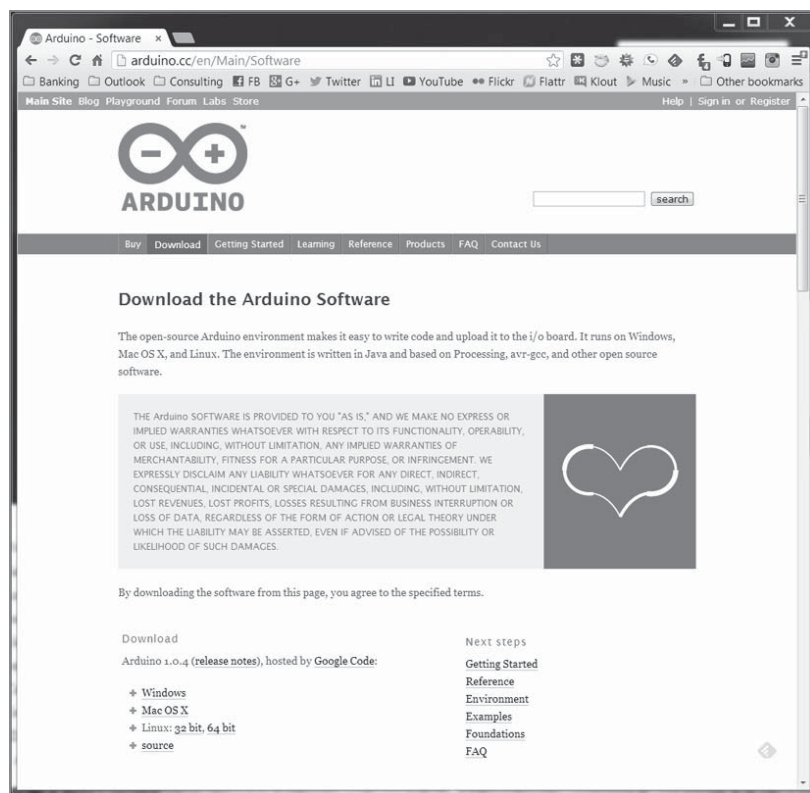 Arduino - Software ×
arduino.cc/en/Main/Software
Banking Outlook Consulting FB G+ Twitter LI YouTube Flickr Flattr Klout Music » Other bookmarks
Main Site Blog Playground Forum Labs Store Help | Sign in or Register
ARDUINO
TM
search
Buy Download Getting Started Learning Reference Products FAQ Contact Us
Download the Arduino Software
The open-source Arduino environment makes it easy to write code and upload it to the i/o board. It runs on Windows,
Mac OS X, and Linux. The environment is written in Java and based on Processing, avr-gcc, and other open source
software.
THE Arduino SOFTWARE IS PROVIDED TO YOU "AS IS," AND WE MAKE NO EXPRESS OR
IMPLIED WARRANTIES WHATSOEVER WITH RESPECT TO ITS FUNCTIONALITY, OPERABILITY,
OR USE, INCLUDING, WITHOUT LIMITATION, ANY IMPLIED WARRANTIES OF
MERCHANTABILITY, FITNESS FOR A PARTICULAR PURPOSE, OR INFRINGEMENT. WE
EXPRESSLY DISCLAIM ANY LIABILITY WHATSOEVER FOR ANY DIRECT, INDIRECT,
CONSEQUENTIAL, INCIDENTAL OR SPECIAL DAMAGES, INCLUDING, WITHOUT LIMITATION,
LOST REVENUES, LOST PROFITS, LOSSES RESULTING FROM BUSINESS INTERRUPTION OR
LOSS OF DATA, REGARDLESS OF THE FORM OF ACTION OR LEGAL THEORY UNDER
WHICH THE LIABILITY MAY BE ASSERTED, EVEN IF ADVISED OF THE POSSIBILITY OR
LIKELIHOOD OF SUCH DAMAGES.
By downloading the software from this page, you agree to the specified terms.
Download
Arduino 1.0.4 (release notes), hosted by Google Code:
+ Windows
+ Mac OS X
+ Linux: 32 bit, 64 bit
+ source
Next steps
Getting Started
Reference
Environment
Examples
Foundations
FAQ